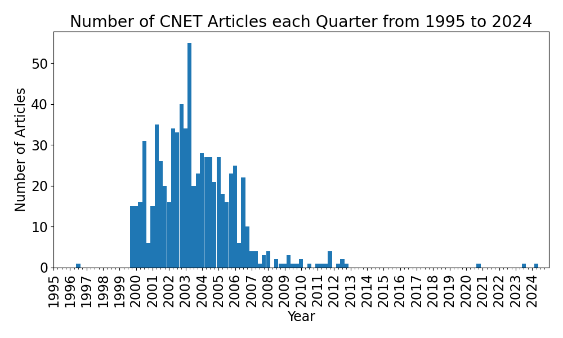 Number of CNET Articles each Quarter from 1995 to 2024
Number of Articles
50
40
30
20
10
0
1995 1996 1997 1998 1999 2000 2001 2002 2003 2004 2005 2006 2007 2008 2009 2010 2011 2012 2013 2014 2015 2016 2017 2018 2019 2020 2021 2022 2023 2024
Year